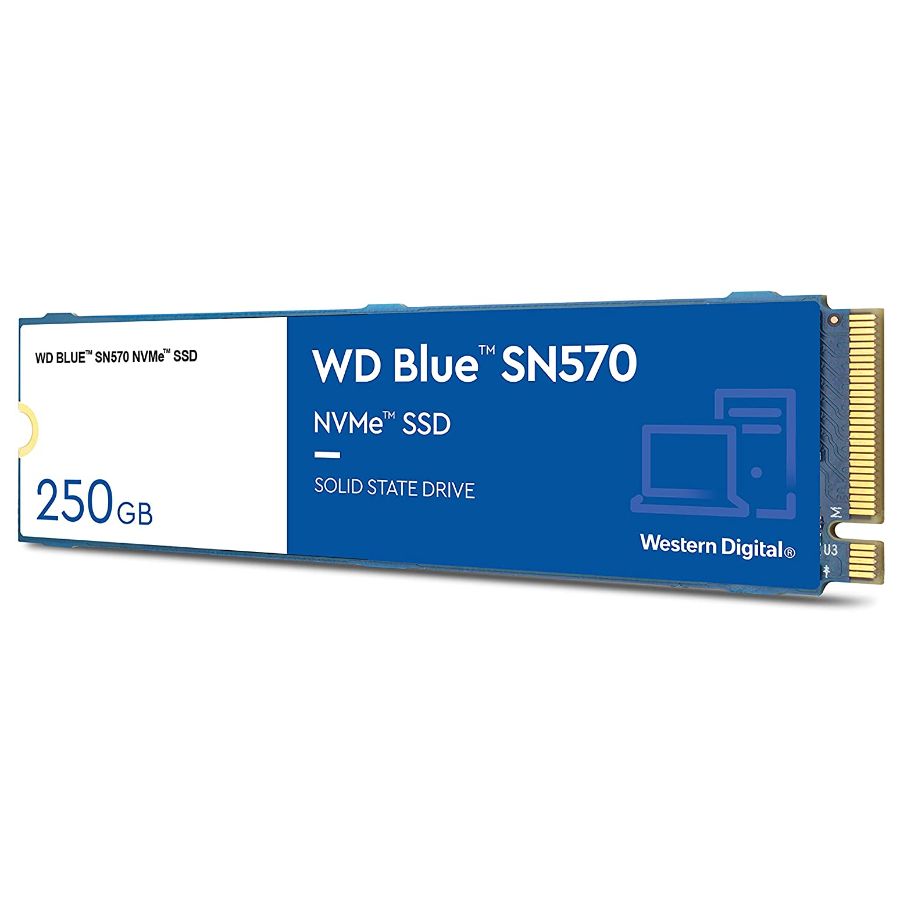 WD BLUE™ SN570 NVMe™ SSD
250GB
WD Blue™ SN570
NVMe™ SSD
SOLID STATE DRIVE
Western Digital®
M
U3